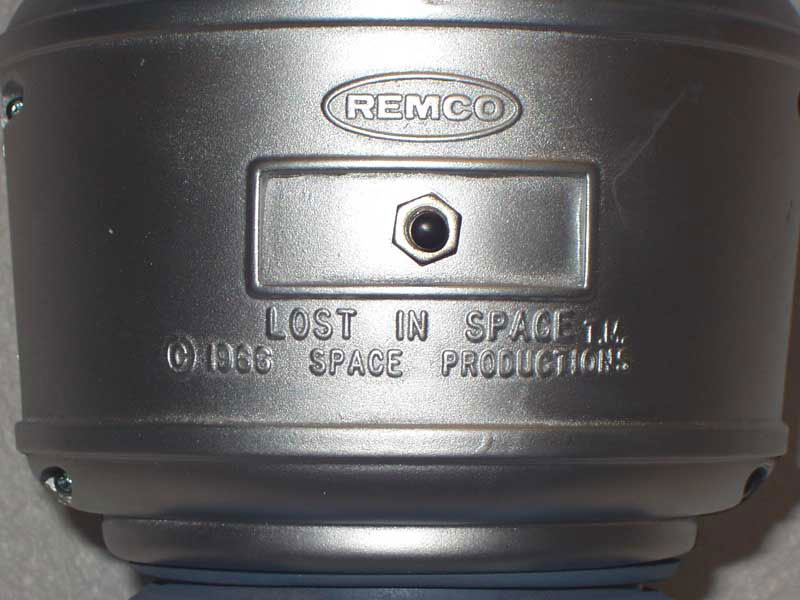 REMCO
LOST IN SPACE T.M.
© 1966 SPACE PRODUCTIONS